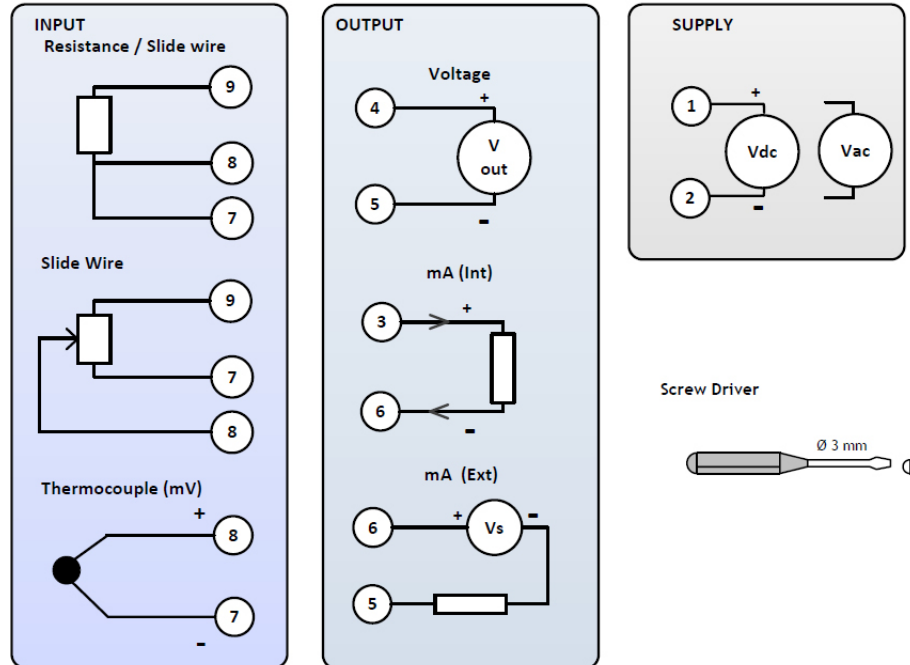 INPUT
Resistance / Slide wire
9
8
7
Slide Wire
9
7
8
Thermocouple (mV)
+
8
7
-
OUTPUT
Voltage
4
+
V
out
5
-
mA (Int)
3
+
6
-
mA (Ext)
6
+
Vs
-
5
SUPPLY
1
+
Vdc
Vac
2
-
Screw Driver
Ø 3 mm